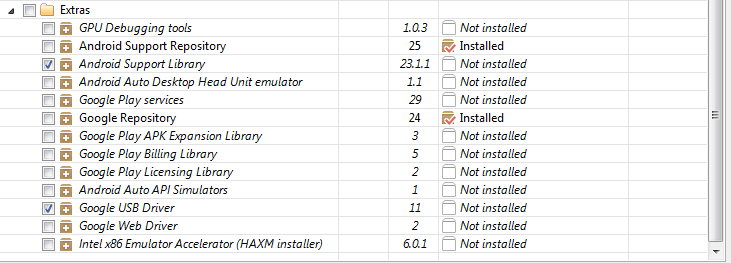 Extras
GPU Debugging tools 1.0.3 Not installed
Android Support Repository 25 Installed
Android Support Library 23.1.1 Not installed
Android Auto Desktop Head Unit emulator 1.1 Not installed
Google Play services 29 Not installed
Google Repository 24 Installed
Google Play APK Expansion Library 3 Not installed
Google Play Billing Library 5 Not installed
Google Play Licensing Library 2 Not installed
Android Auto API Simulators 1 Not installed
Google USB Driver 11 Not installed
Google Web Driver 2 Not installed
Intel x86 Emulator Accelerator (HAXM installer) 6.0.1 Not installed